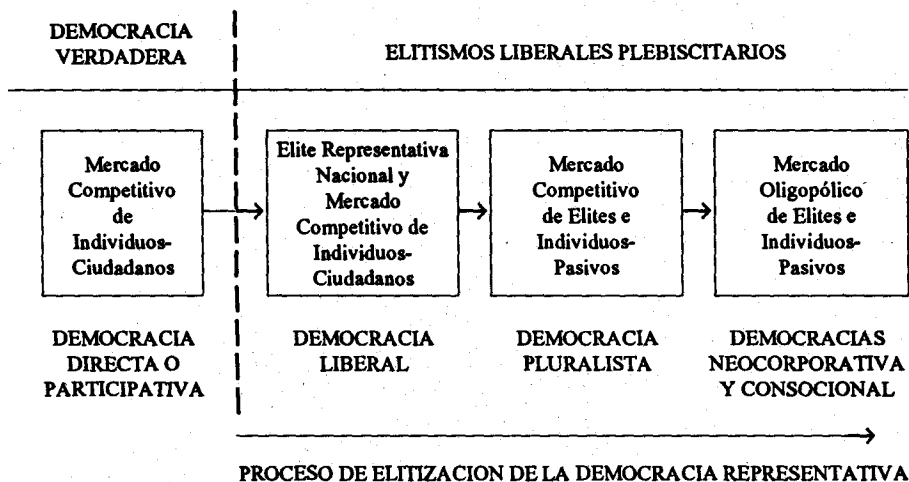 DEMOCRACIA
VERDADERA
ELITISMOS LIBERALES PLEBISCITARIOS
Mercado
Competitivo
de
Individuos-
Ciudadanos
Elite Representativa
Nacional y
Mercado
Competitivo de
Individuos-
Ciudadanos
Mercado
Competitivo
de Elites e
Individuos-
Pasivos
Mercado
Oligopólico
de Elites e
Individuos-
Pasivos
DEMOCRACIA
DIRECTA O
PARTICIPATIVA
DEMOCRACIA
LIBERAL
DEMOCRACIA
PLURALISTA
DEMOCRACIAS
NEOCORPORATIVA
Y CONSOCIONAL
PROCESO DE ELITIZACION DE LA DEMOCRACIA REPRESENTATIVA